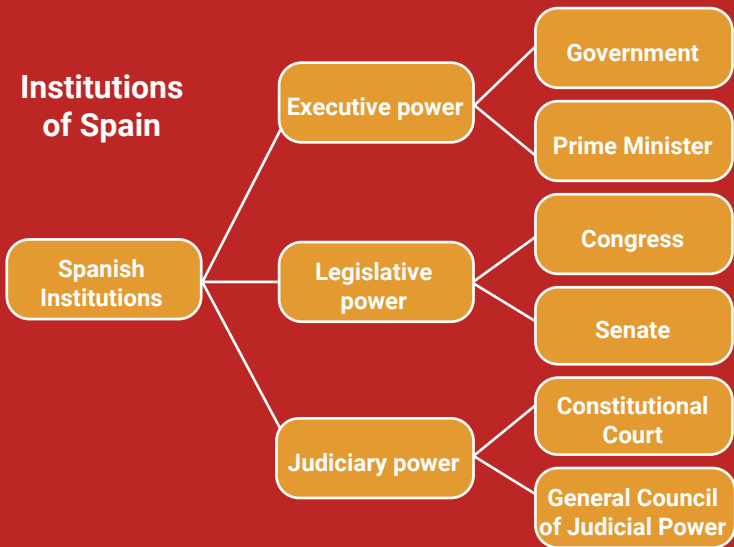 Institutions
of Spain
Spanish
Institutions
Executive power
Government
Prime Minister
Legislative
power
Congress
Senate
Judiciary power
Constitutional
Court
General Council
of Judicial Power